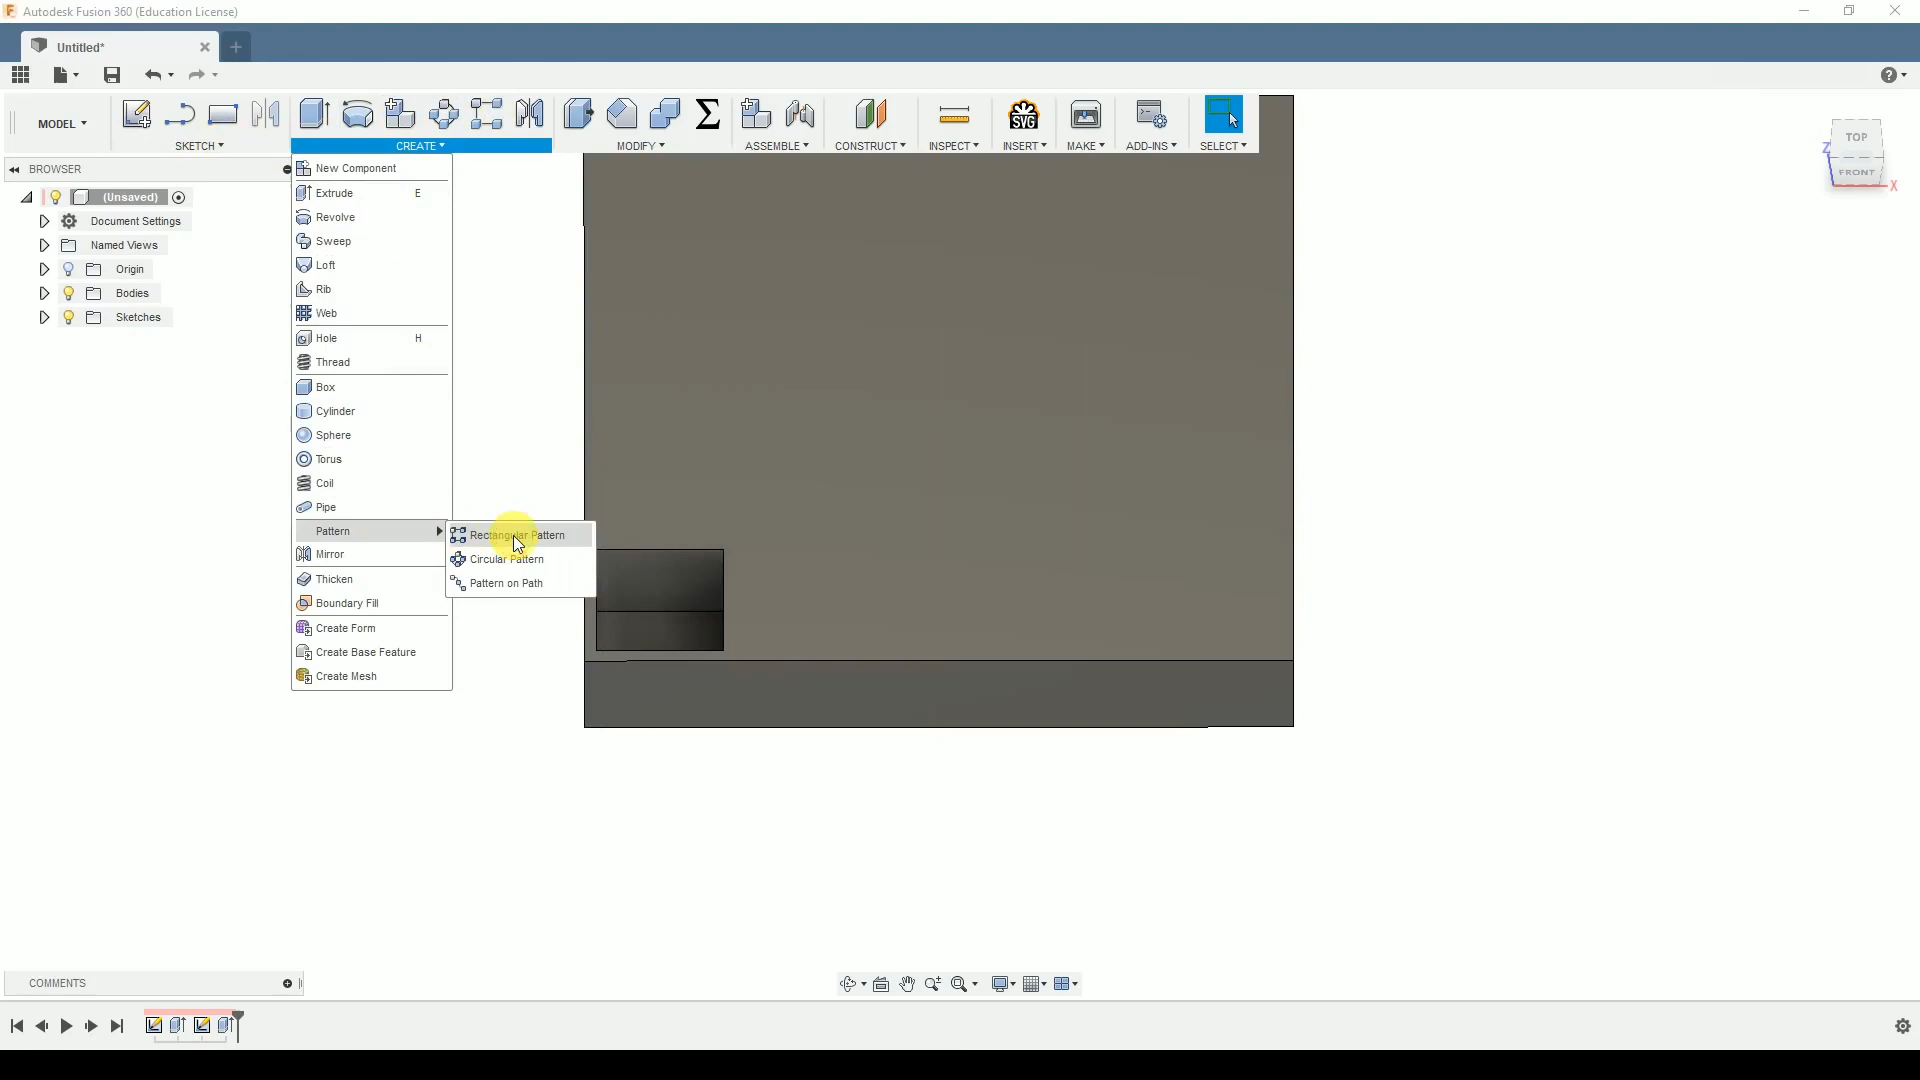 Autodesk Fusion 360 (Education License)
Untitled*
MODEL
SKETCH
CREATE
MODIFY
ASSEMBLE
CONSTRUCT
INSPECT
SVG
INSERT
MAKE
ADD-INS
SELECT
BROWSER
(Unsaved)
Document Settings
Named Views
Origin
Bodies
Sketches
New Component
Extrude E
Revolve
Sweep
Loft
Rib
Web
Hole H
Thread
Box
Cylinder
Sphere
Torus
Coil
Pipe
Pattern
Mirror
Thicken
Boundary Fill
Create Form
Create Base Feature
Create Mesh
Rectangular Pattern
Circular Pattern
Pattern on Path
TOP
Z
FRONT
X
COMMENTS